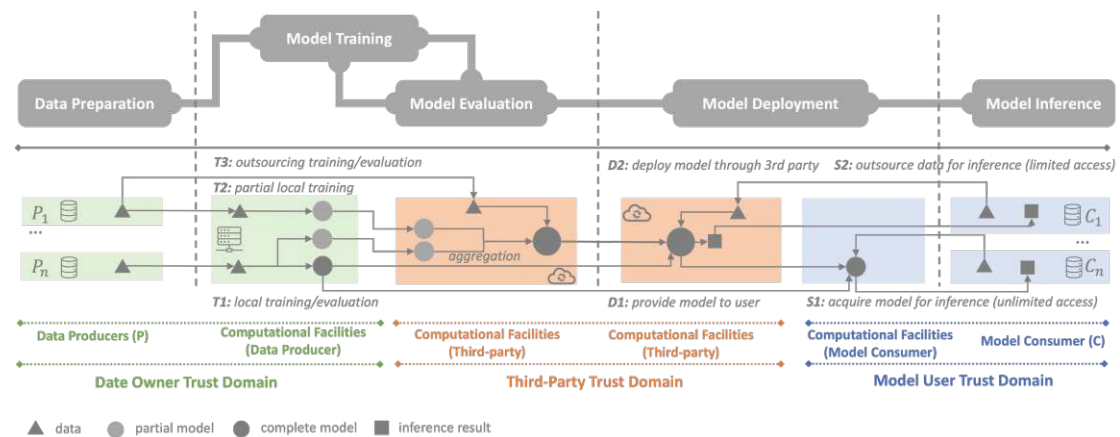 Model Training
Data Preparation
Model Evaluation
Model Deployment
Model Inference
T3: outsourcing training/evaluation
D2: deploy model through 3rd party
S2: outsource data for inference (limited access)
T2: partial local training
P1
C1
...
...
aggregation
Pn
Cn
T1: local training/evaluation
D1: provide model to user
S1: acquire model for inference (unlimited access)
Data Producers (P)
Computational Facilities
(Data Producer)
Computational Facilities
(Third-party)
Computational Facilities
(Third-party)
Computational Facilities
(Model Consumer)
Model Consumer (C)
Date Owner Trust Domain
Third-Party Trust Domain
Model User Trust Domain
data
partial model
complete model
inference result